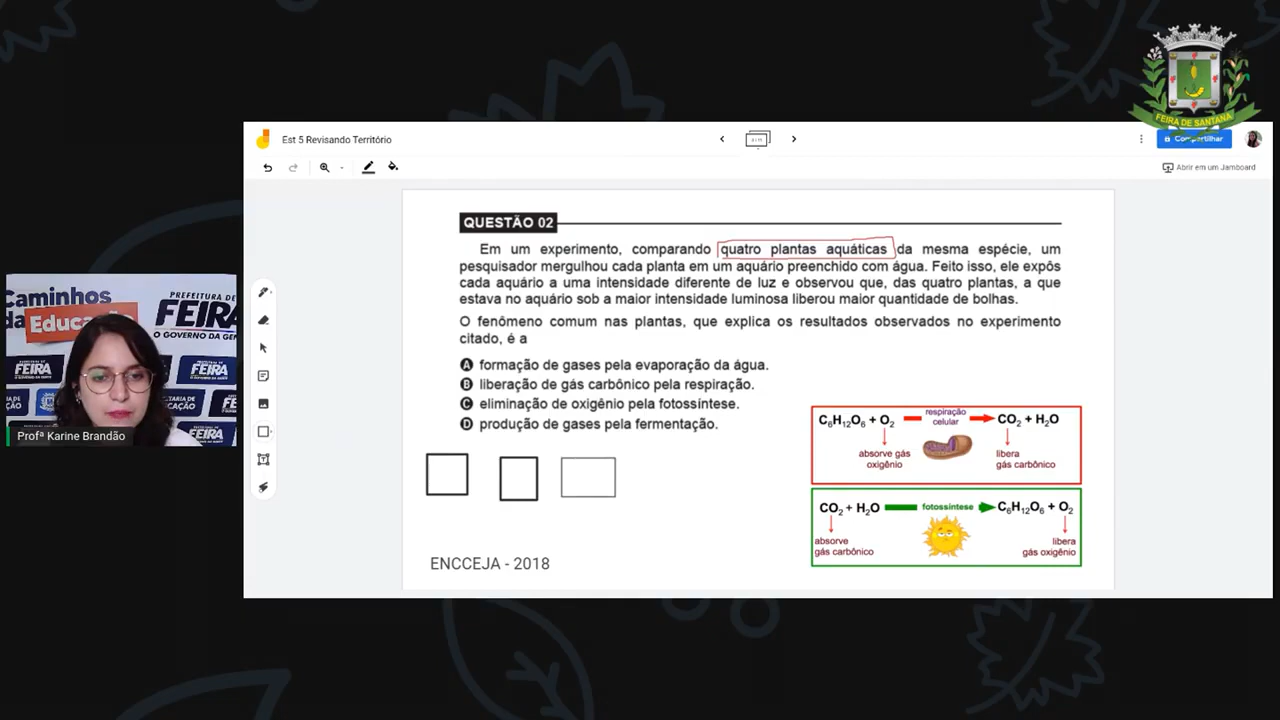 FEIRA DE SANTANA
Est 5 Revisando Território
Compartilhar
Abrir em um Jamboard
QUESTÃO 02
Em um experimento, comparando quatro plantas aquáticas da mesma espécie, um
pesquisador mergulhou cada planta em um aquário preenchido com água. Feito isso, ele expôs
cada aquário a uma intensidade diferente de luz e observou que, das quatro plantas, a que
estava no aquário sob a maior intensidade luminosa liberou maior quantidade de bolhas.
O fenômeno comum nas plantas, que explica os resultados observados no experimento
citado, é a
A formação de gases pela evaporação da água.
B liberação de gás carbônico pela respiração.
C eliminação de oxigênio pela fotossíntese.
D produção de gases pela fermentação.
C₆H₁₂O₆ + O₂ respiração celular CO₂ + H₂O
absorve gás oxigênio
libera gás carbônico
CO₂ + H₂O fotossíntese C₆H₁₂O₆ + O₂
absorve gás carbônico
libera gás oxigênio
ENCCEJA - 2018
Caminhos
da Educação
PREFEITURA DE
FEIRA
O GOVERNO DA GEN
FEIRA
FEIRA
Profª Karine Brandão